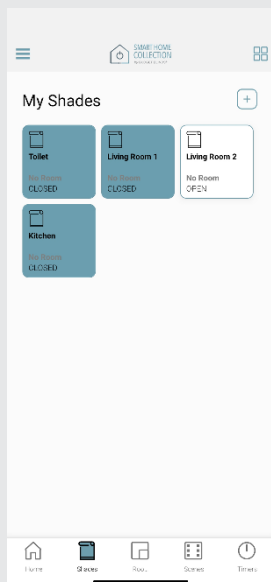 SMART HOME
COLLECTION
My Shades
+
Toilet
No Room
CLOSED
Living Room 1
No Room
CLOSED
Living Room 2
No Room
OPEN
Kitchen
No Room
CLOSED
Home
Shades
Room
Scenes
Timers